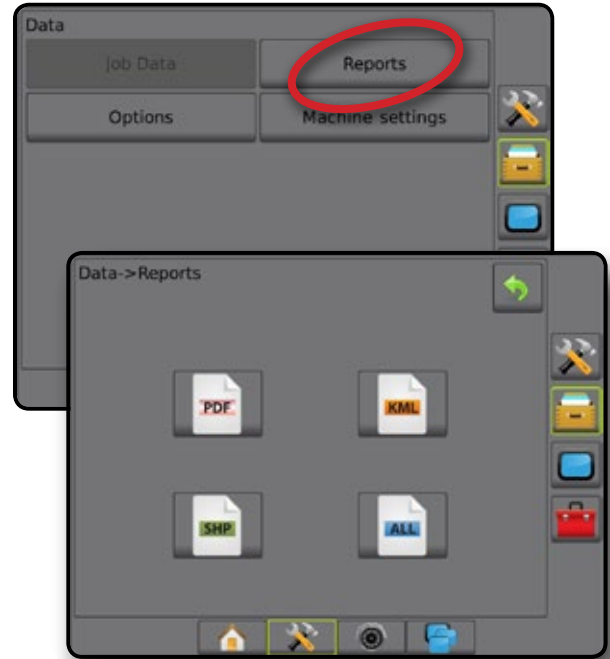 Data
Job Data Reports
Options Machine settings
Data->Reports
PDF KML
SHP ALL